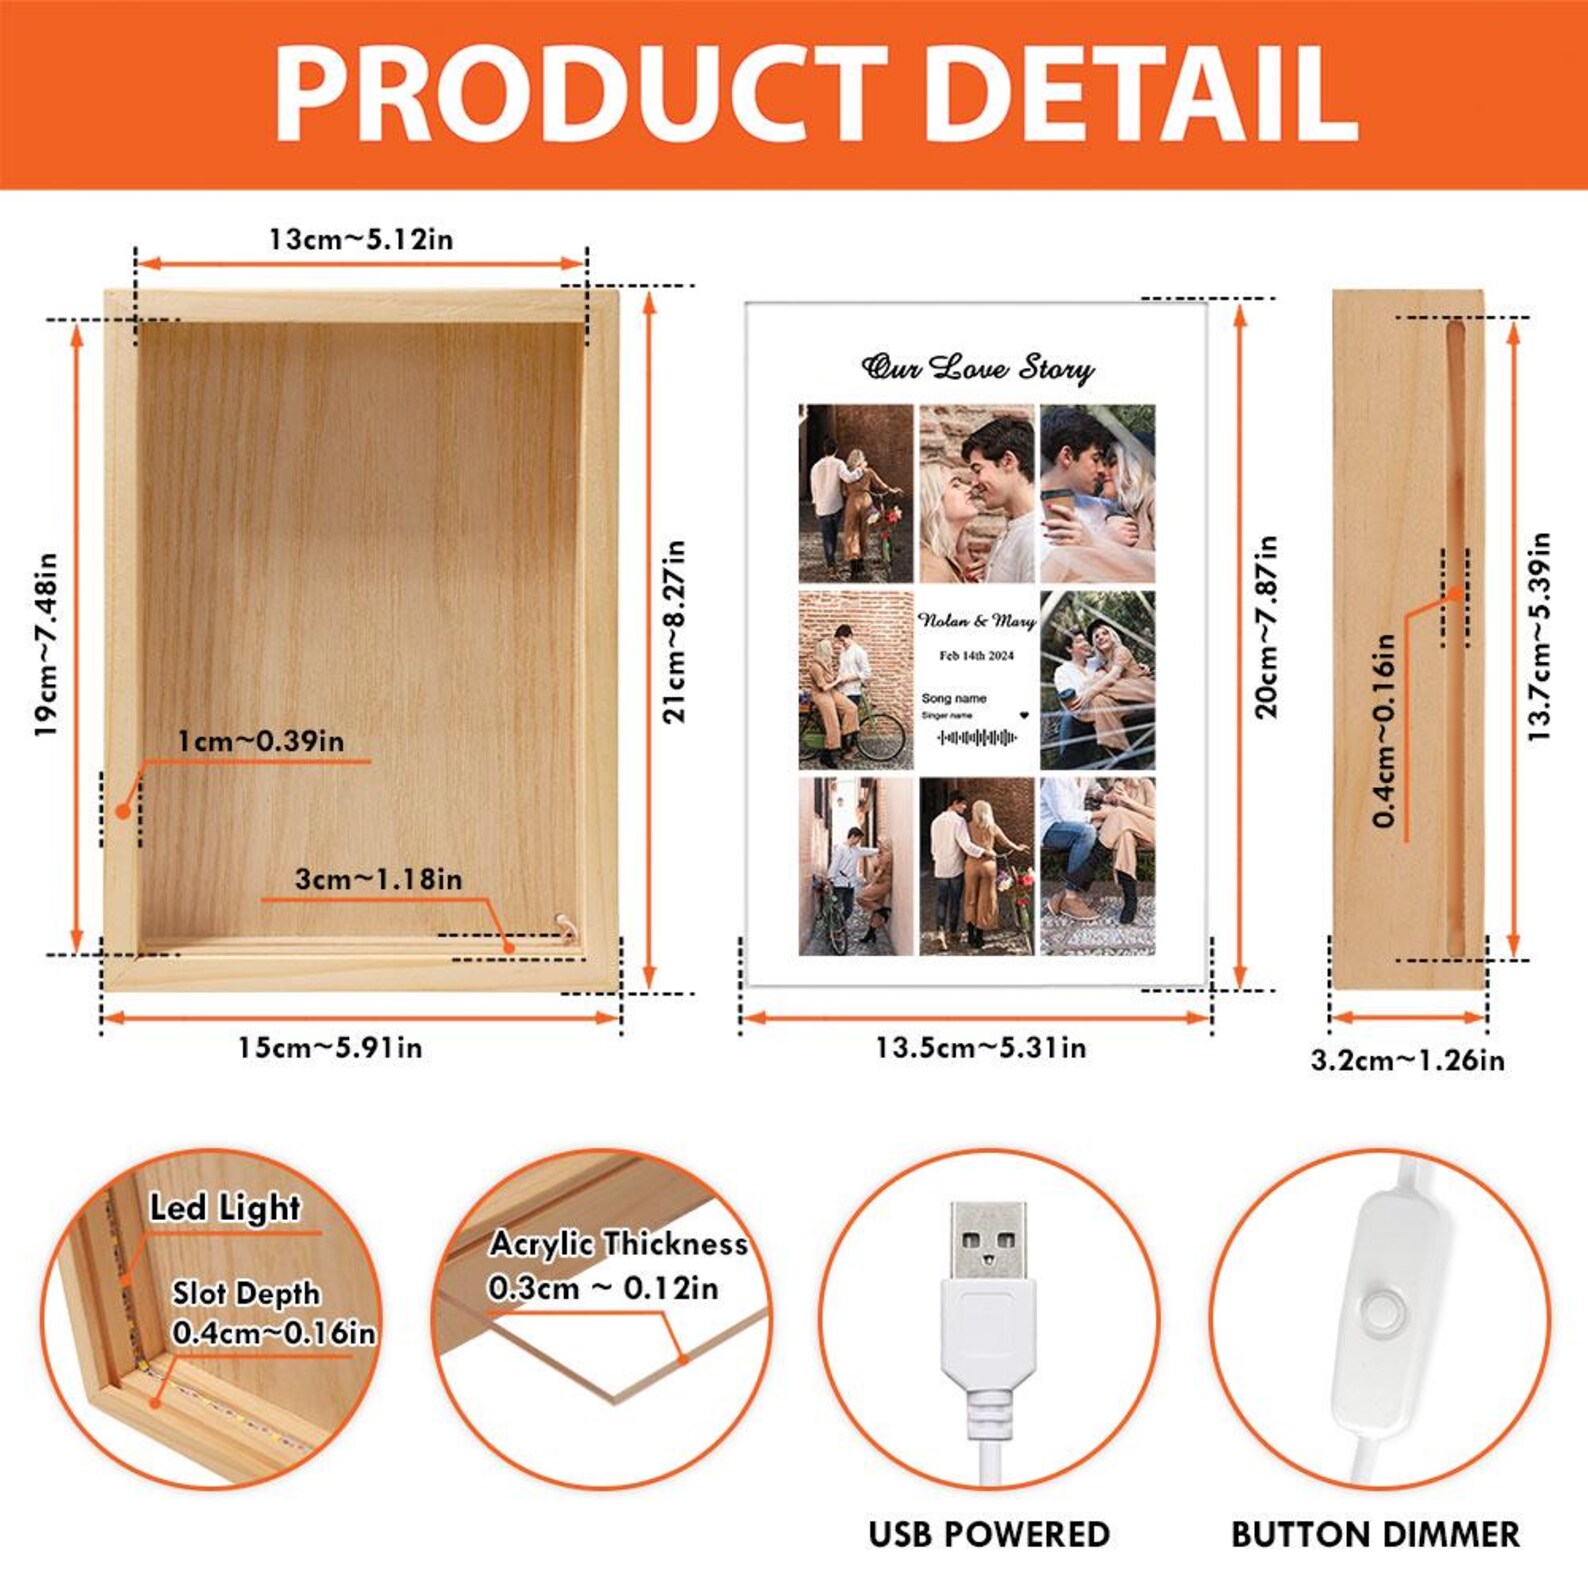 PRODUCT DETAIL
13cm~5.12in
19cm~7.48in
21cm~8.27in
1cm~0.39in
3cm~1.18in
15cm~5.91in
Our Love Story
Nolan & Mary
Feb 14th 2024
Song name
Singer name
20cm~7.87in
13.5cm~5.31in
0.4cm~0.16in
13.7cm~5.39in
3.2cm~1.26in
Led Light
Slot Depth
0.4cm~0.16in
Acrylic Thickness
0.3cm ~ 0.12in
USB POWERED
BUTTON DIMMER